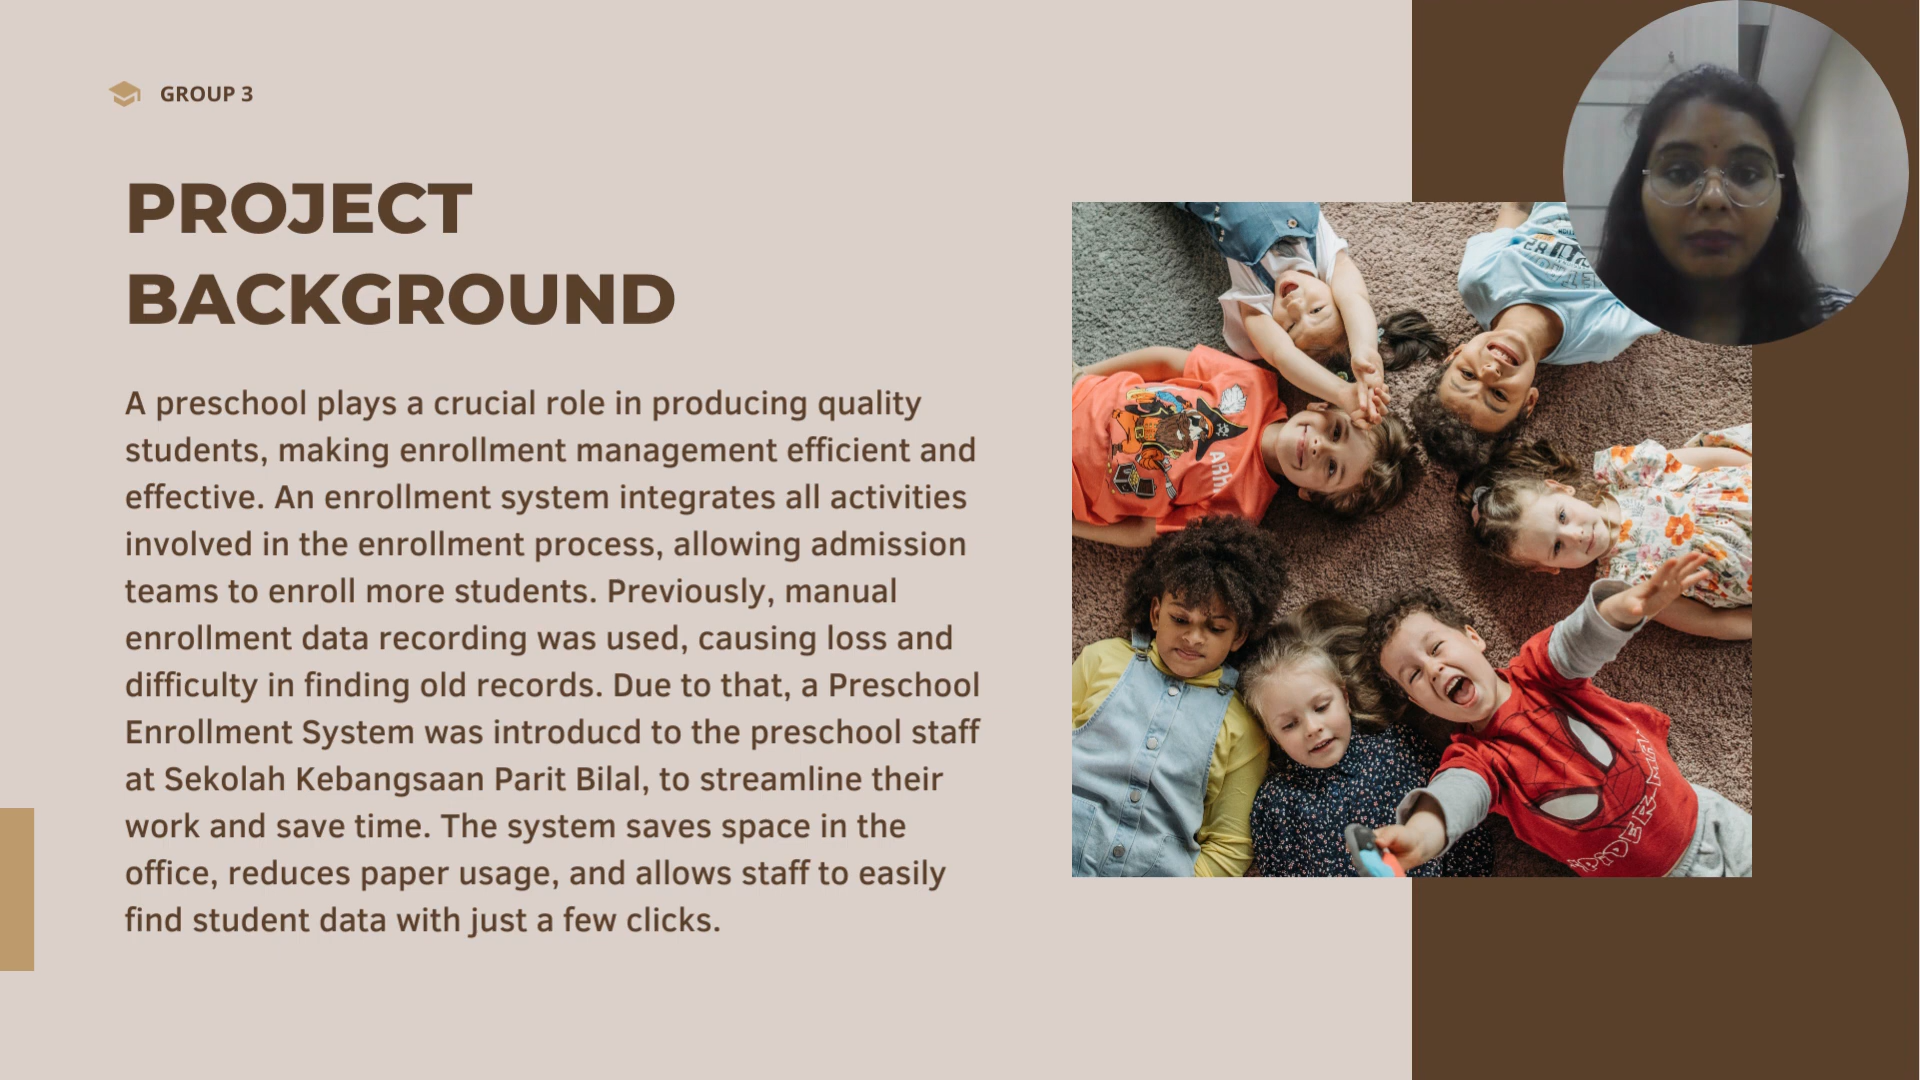 GROUP 3
PROJECT
BACKGROUND
A preschool plays a crucial role in producing quality
students, making enrollment management efficient and
effective. An enrollment system integrates all activities
involved in the enrollment process, allowing admission
teams to enroll more students. Previously, manual
enrollment data recording was used, causing loss and
difficulty in finding old records. Due to that, a Preschool
Enrollment System was introducd to the preschool staff
at Sekolah Kebangsaan Parit Bilal, to streamline their
work and save time. The system saves space in the
office, reduces paper usage, and allows staff to easily
find student data with just a few clicks.
ARH
SPIDER-MAN